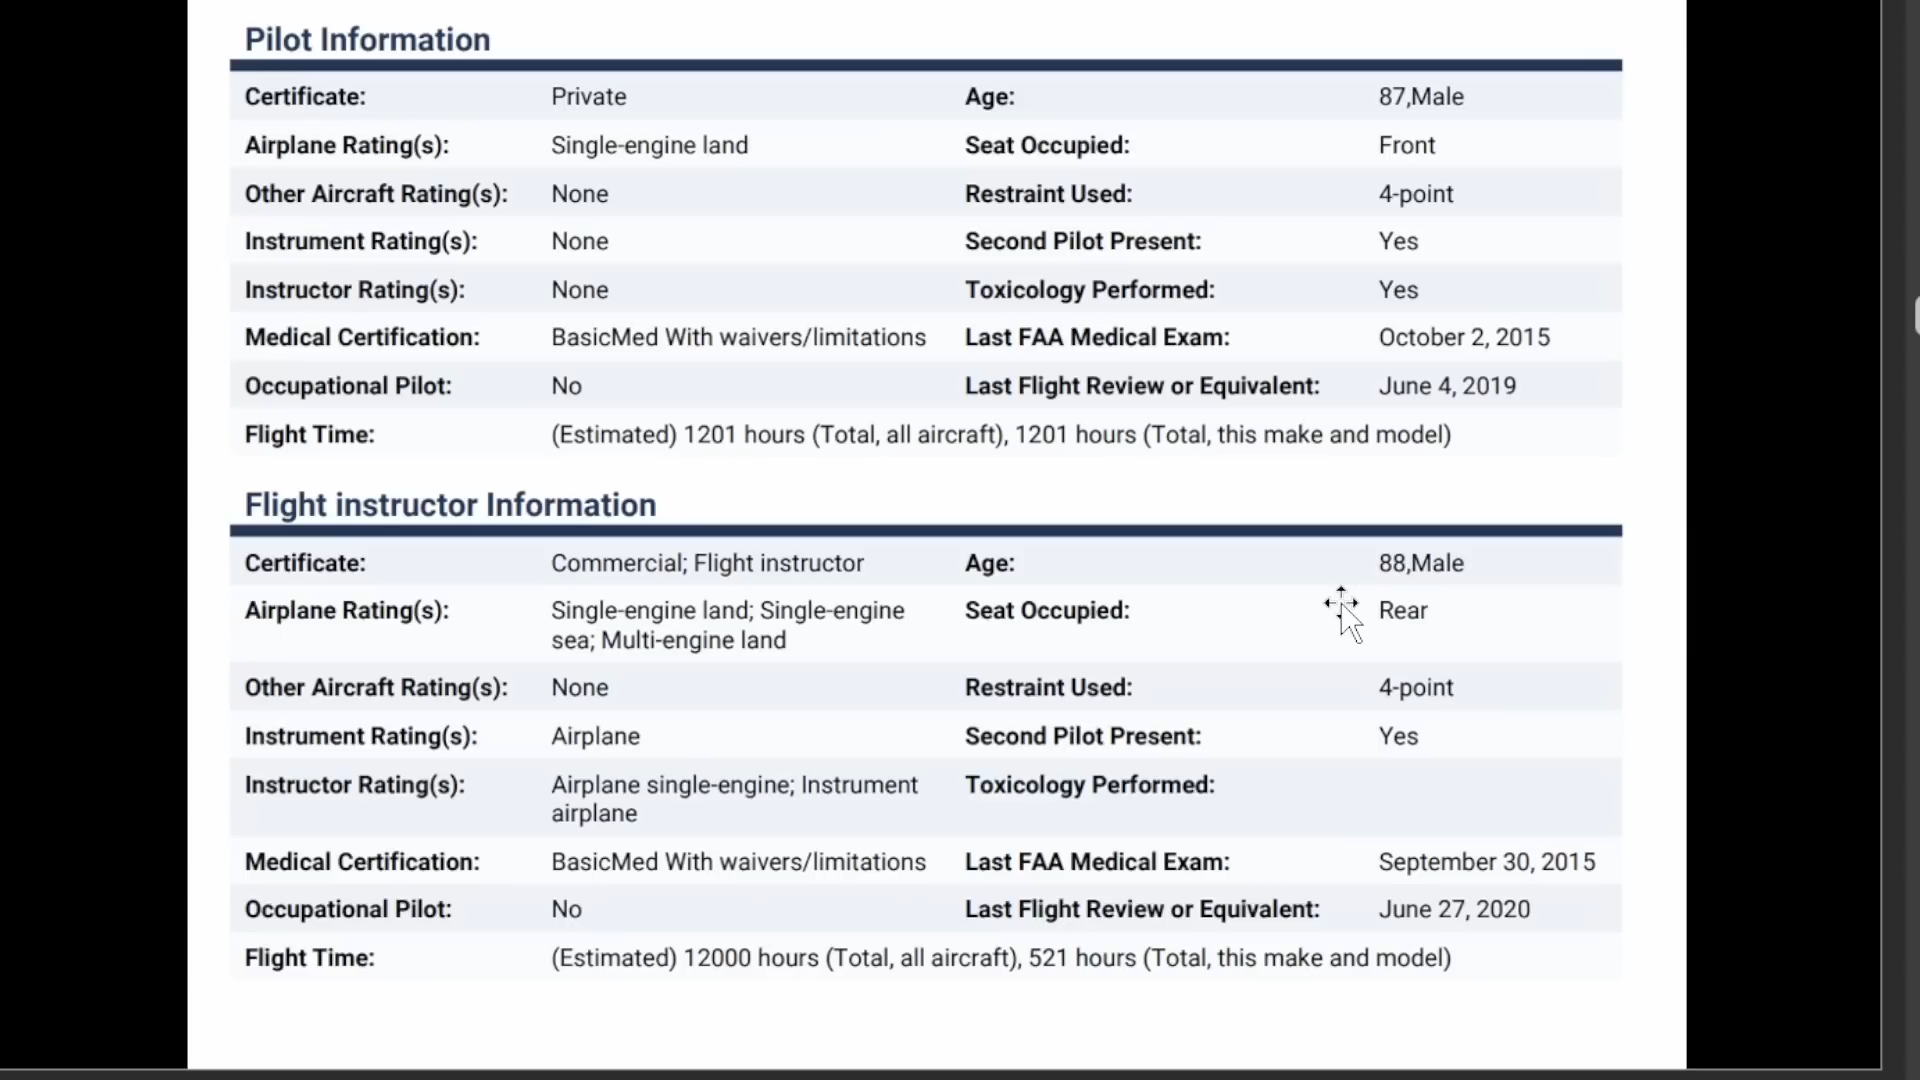 Pilot Information
Certificate: Private Age: 87,Male
Airplane Rating(s): Single-engine land Seat Occupied: Front
Other Aircraft Rating(s): None Restraint Used: 4-point
Instrument Rating(s): None Second Pilot Present: Yes
Instructor Rating(s): None Toxicology Performed: Yes
Medical Certification: BasicMed With waivers/limitations Last FAA Medical Exam: October 2, 2015
Occupational Pilot: No Last Flight Review or Equivalent: June 4, 2019
Flight Time: (Estimated) 1201 hours (Total, all aircraft), 1201 hours (Total, this make and model)
Flight instructor Information
Certificate: Commercial; Flight instructor Age: 88,Male
Airplane Rating(s): Single-engine land; Single-engine Seat Occupied: Rear
sea; Multi-engine land
Other Aircraft Rating(s): None Restraint Used: 4-point
Instrument Rating(s): Airplane Second Pilot Present: Yes
Instructor Rating(s): Airplane single-engine; Instrument Toxicology Performed:
airplane
Medical Certification: BasicMed With waivers/limitations Last FAA Medical Exam: September 30, 2015
Occupational Pilot: No Last Flight Review or Equivalent: June 27, 2020
Flight Time: (Estimated) 12000 hours (Total, all aircraft), 521 hours (Total, this make and model)